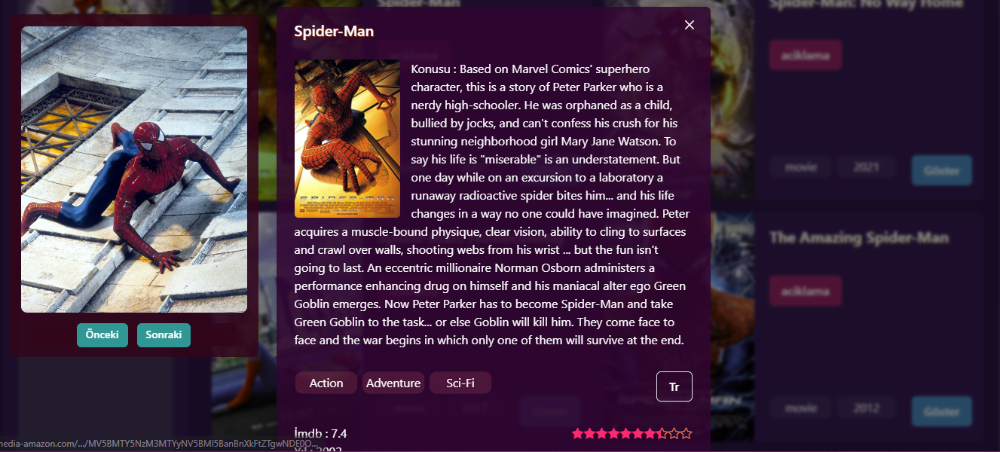 Spider-Man
Spider-Man: No Way Home
Spider-Man
aciklama
Konusu : Based on Marvel Comics' superhero
character, this is a story of Peter Parker who is a
nerdy high-schooler. He was orphaned as a child,
bullied by jocks, and can't confess his crush for his
stunning neighborhood girl Mary Jane Watson. To
say his life is "miserable" is an understatement. But
one day while on an excursion to a laboratory a
runaway radioactive spider bites him... and his life
changes in a way no one could have imagined. Peter
acquires a muscle-bound physique, clear vision, ability to cling to surfaces
and crawl over walls, shooting webs from his wrist ... but the fun isn't
going to last. An eccentric millionaire Norman Osborn administers a
performance enhancing drug on himself and his maniacal alter ego Green
Goblin emerges. Now Peter Parker has to become Spider-Man and take
Green Goblin to the task... or else Goblin will kill him. They come face to
face and the war begins in which only one of them will survive at the end.
SPIDER-MAN
movie 2021 Göster
The Amazing Spider-Man
aciklama
Önceki Sonraki
Action Adventure Sci-Fi
Tr
movie 2017
movie 2012 Göster
İmdb : 7.4
Yıl : 2002